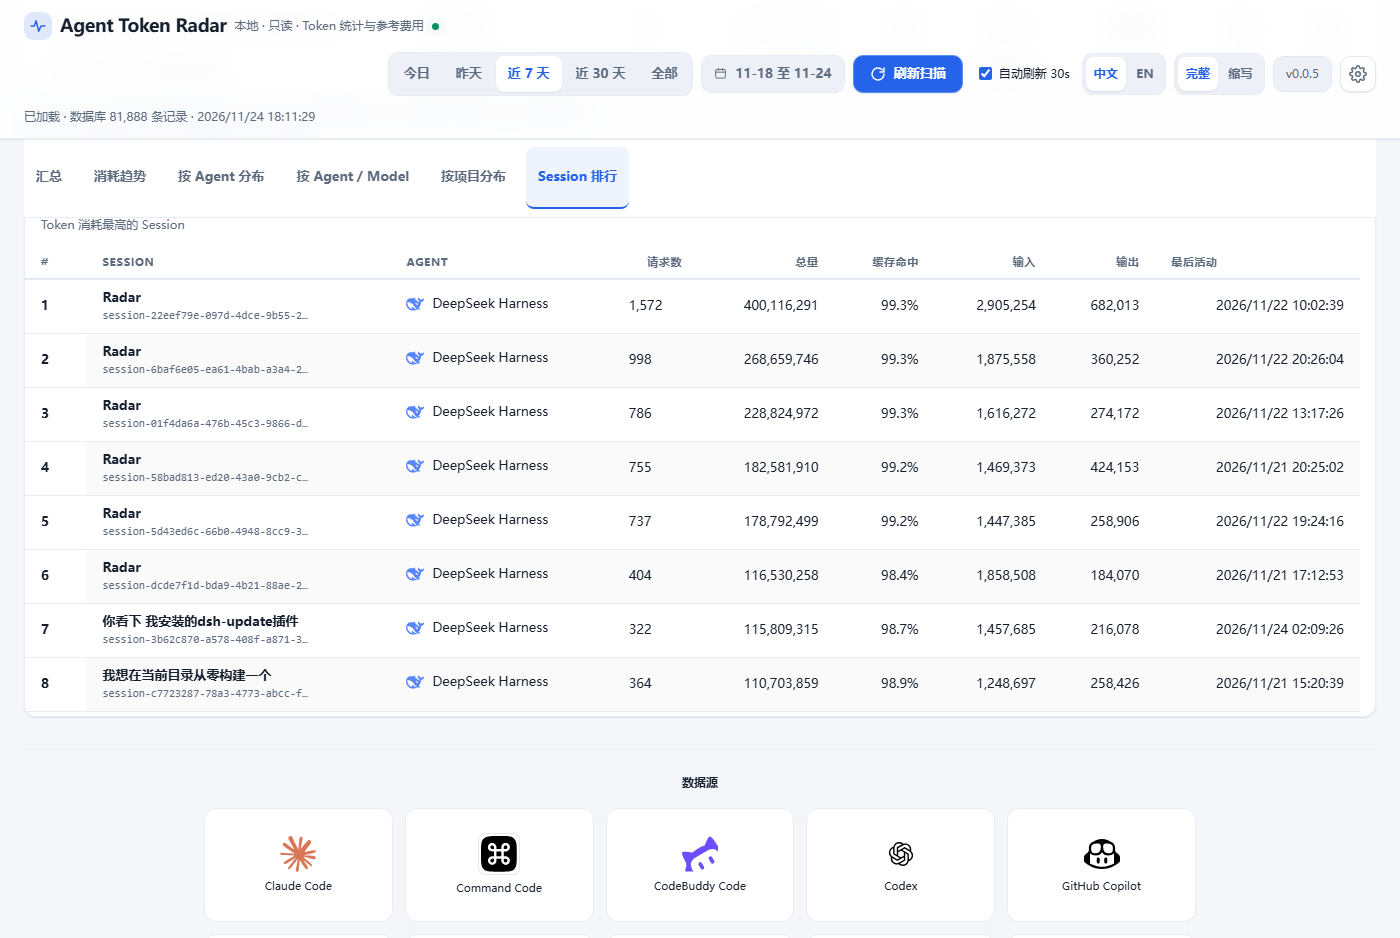 Agent Token Radar 本地 · 只读 · Token 统计与参考费用
今日 昨天 近 7 天 近 30 天 全部 11-18 至 11-24 刷新扫描 自动刷新 30s 中文 EN 完整 缩写 v0.0.5
已加载 · 数据库 81,888 条记录 · 2026/11/24 18:11:29
汇总 消耗趋势 按 Agent 分布 按 Agent / Model 按项目分布 Session 排行
Token 消耗最高的 Session
# SESSION AGENT 请求数 总量 缓存命中 输入 输出 最后活动
1 Radar DeepSeek Harness 1,572 400,116,291 99.3% 2,905,254 682,013 2026/11/22 10:02:39
session-22eef79e-097d-4dce-9b55-2…
2 Radar DeepSeek Harness 998 268,659,746 99.3% 1,875,558 360,252 2026/11/22 20:26:04
session-6baf6e05-ea61-4bab-a3a4-2…
3 Radar DeepSeek Harness 786 228,824,972 99.3% 1,616,272 274,172 2026/11/22 13:17:26
session-01f4da6a-476b-45c3-9866-d…
4 Radar DeepSeek Harness 755 182,581,910 99.2% 1,469,373 424,153 2026/11/21 20:25:02
session-58bad813-ed20-43a0-9cb2-c…
5 Radar DeepSeek Harness 737 178,792,499 99.2% 1,447,385 258,906 2026/11/22 19:24:16
session-5d43ed6c-66b0-4948-8cc9-3…
6 Radar DeepSeek Harness 404 116,530,258 98.4% 1,858,508 184,070 2026/11/21 17:12:53
session-dcde7f1d-bda9-4b21-88ae-2…
7 你看下 我安装的dsh-update插件 DeepSeek Harness 322 115,809,315 98.7% 1,457,685 216,078 2026/11/24 02:09:26
session-3b62c870-a578-408f-a871-3…
8 我想在当前目录从零构建一个 DeepSeek Harness 364 110,703,859 98.9% 1,248,697 258,426 2026/11/21 15:20:39
session-c7723287-78a3-4773-abcc-f…
数据源
Claude Code Command Code CodeBuddy Code Codex GitHub Copilot